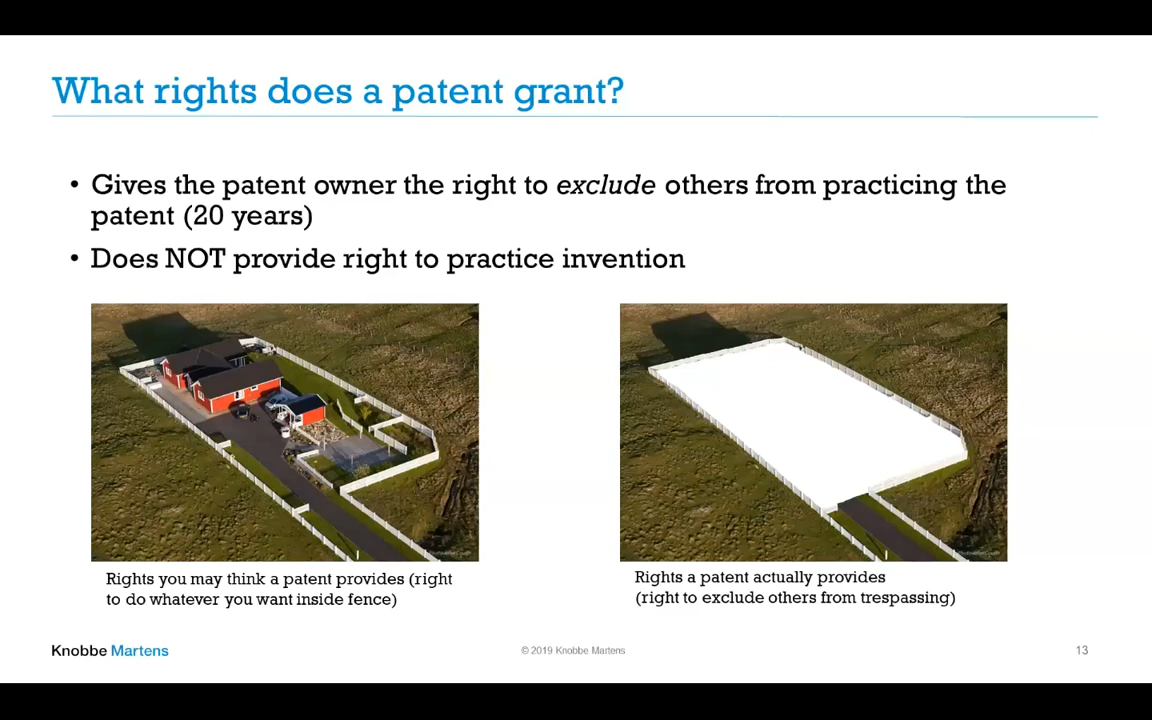 What rights does a patent grant?
• Gives the patent owner the right to exclude others from practicing the
patent (20 years)
• Does NOT provide right to practice invention
Rights you may think a patent provides (right
to do whatever you want inside fence)
Rights a patent actually provides
(right to exclude others from trespassing)
Knobbe Martens
© 2019 Knobbe Martens
13